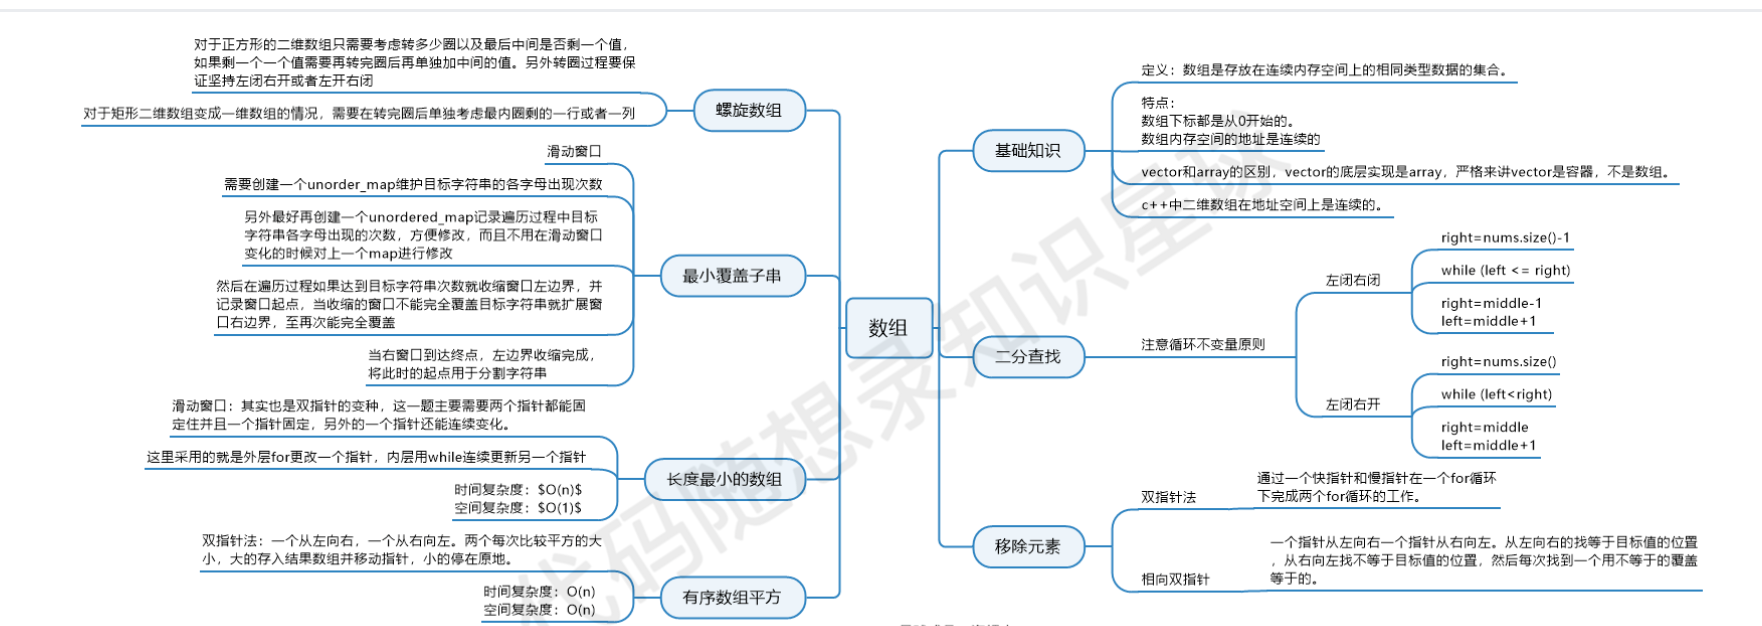 对于正方形的二维数组只需要考虑转多少圈以及最后中间是否剩一个值，
如果剩一个一个值需要再转完圈后再单独加中间的值。另外转圈过程要保
证坚持左闭右开或者左开右闭
对于矩形二维数组变成一维数组的情况，需要在转完圈后单独考虑最内圈剩的一行或者一列
螺旋数组
滑动窗口
需要创建一个unorder_map维护目标字符串的各字母出现次数
另外最好再创建一个unordered_map记录遍历过程中目标
字符串各字母出现的次数，方便修改，而且不用在滑动窗口
变化的时候对上一个map进行修改
然后在遍历过程如果达到目标字符串次数就收缩窗口左边界，并
记录窗口起点，当收缩的窗口不能完全覆盖目标字符串就扩展窗
口右边界，至再次能完全覆盖
当右窗口到达终点，左边界收缩完成，
将此时的起点用于分割字符串
最小覆盖子串
滑动窗口：其实也是双指针的变种，这一题主要需要两个指针都能固
定住并且一个指针固定，另外的一个指针还能连续变化。
这里采用的就是外层for更改一个指针，内层用while连续更新另一个指针
时间复杂度：$O(n)$
空间复杂度：$O(1)$
长度最小的数组
双指针法：一个从左向右，一个从右向左。两个每次比较平方的大
小，大的存入结果数组并移动指针，小的停在原地。
时间复杂度：O(n)
空间复杂度：O(n)
有序数组平方
数组
基础知识
定义：数组是存放在连续内存空间上的相同类型数据的集合。
特点：
数组下标都是从0开始的。
数组内存空间的地址是连续的
vector和array的区别，vector的底层实现是array，严格来讲vector是容器，不是数组。
c++中二维数组在地址空间上是连续的。
二分查找
注意循环不变量原则
左闭右闭
right=nums.size()-1
while (left <= right)
right=middle-1
left=middle+1
左闭右开
right=nums.size()
while (left<right)
right=middle
left=middle+1
移除元素
双指针法
通过一个快指针和慢指针在一个for循环
下完成两个for循环的工作。
相向双指针
一个指针从左向右一个指针从右向左。从左向右的找等于目标值的位置
，从右向左找不等于目标值的位置，然后每次找到一个用不等于的覆盖
等于的。
代码随想录知识星球